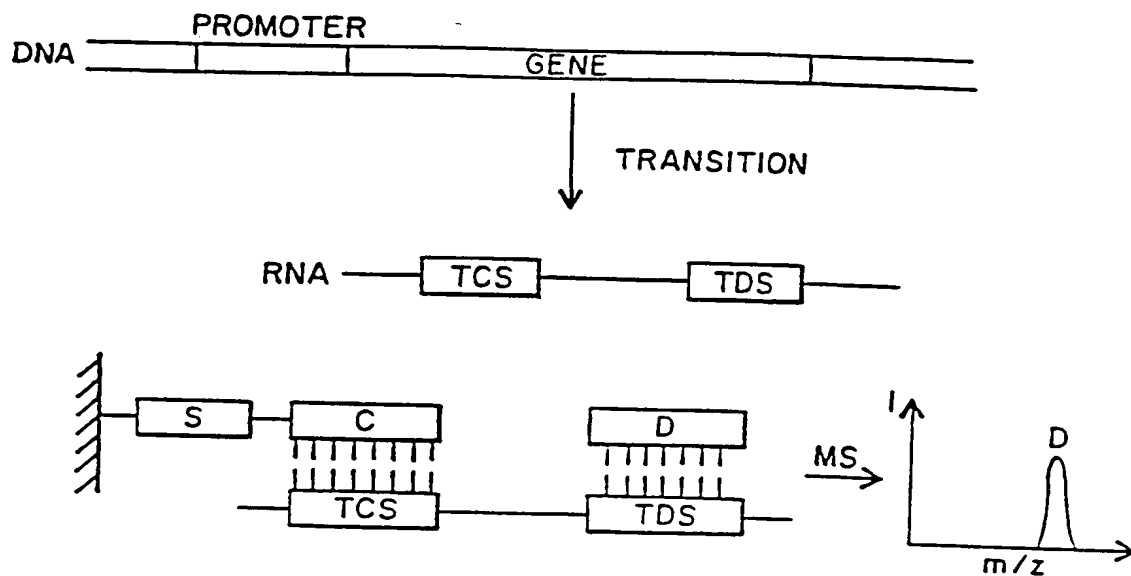 PROMOTER
DNA
GENE
TRANSITION
RNA
TCS
TDS
S
C
D
TCS
TDS
MS
I
D
m/z